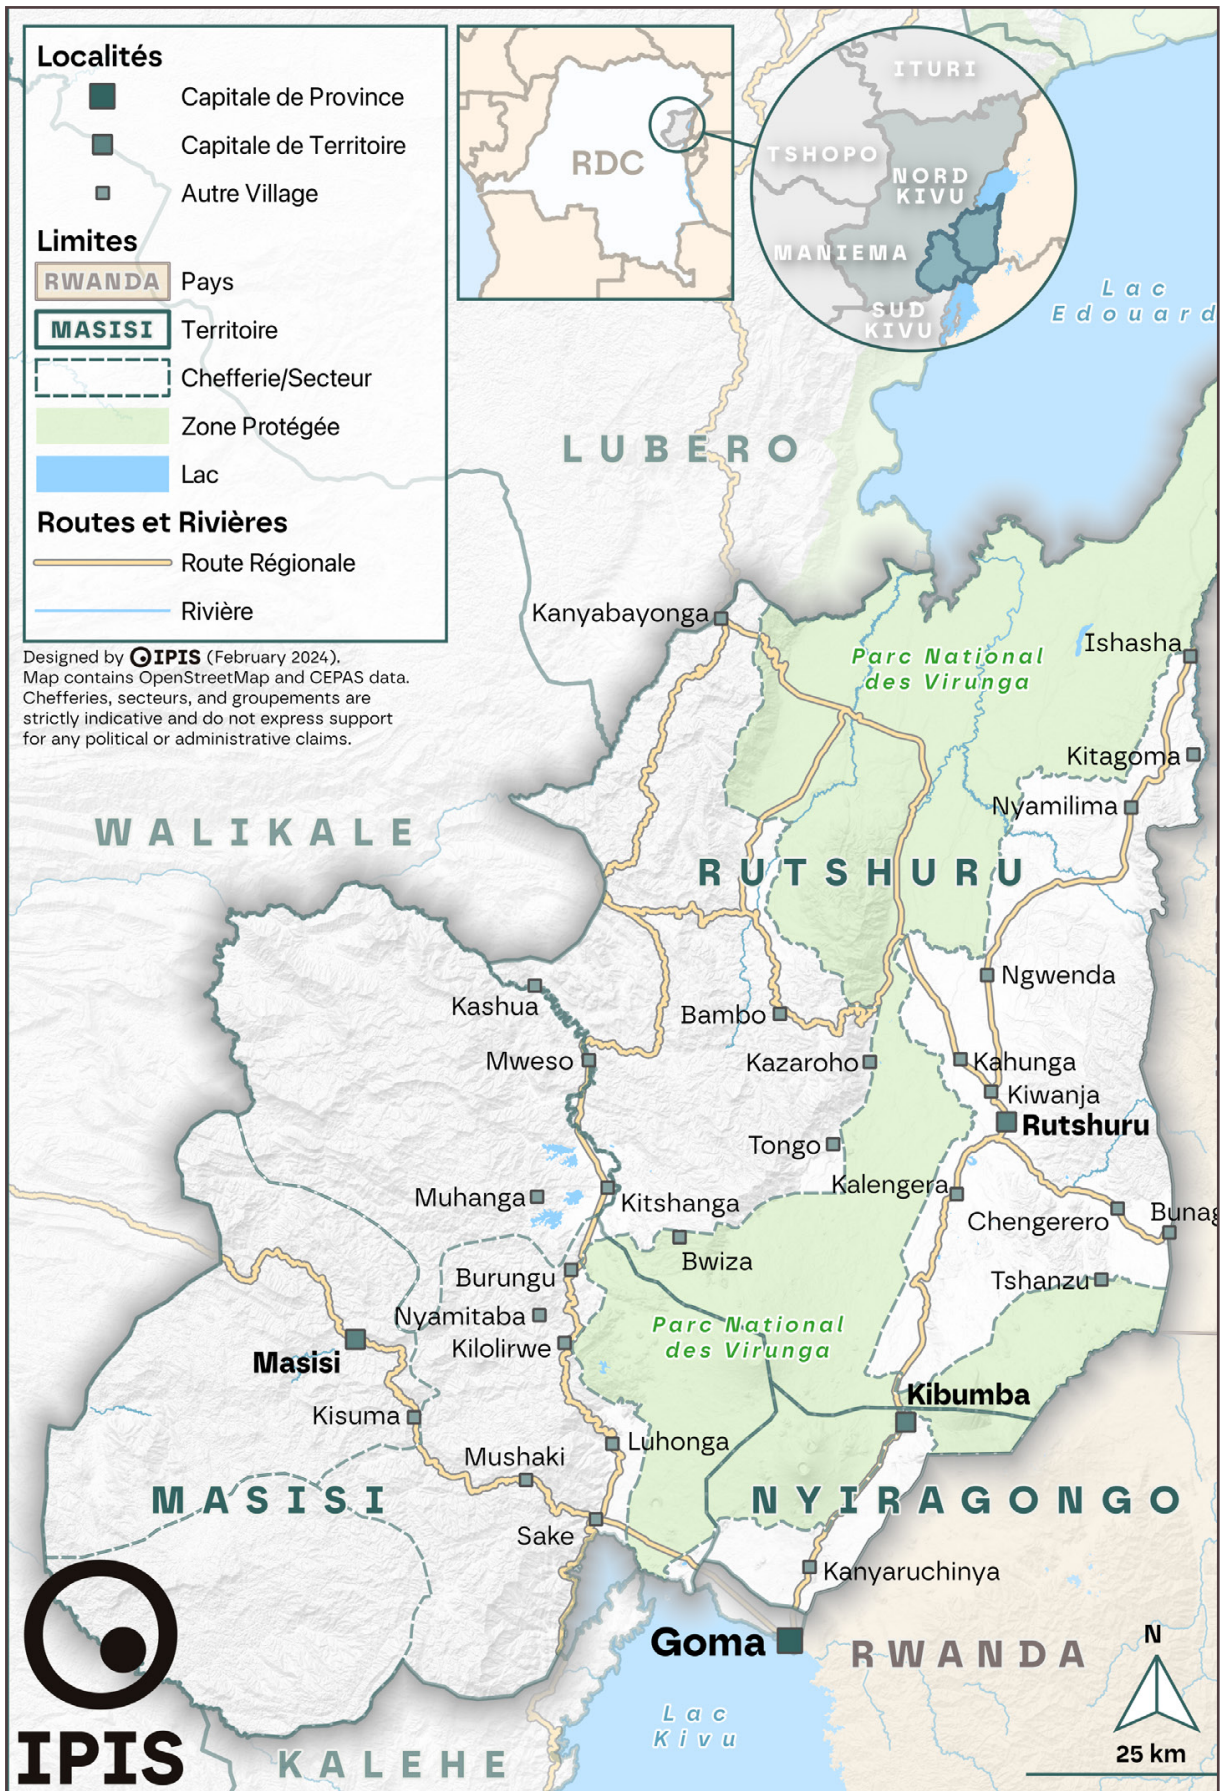 Localités
Capitale de Province
Capitale de Territoire
Autre Village
Limites
RWANDA Pays
MASISI Territoire
Chefferie/Secteur
Zone Protégée
Lac
Routes et Rivières
Route Régionale
Rivière
Designed by IPIS (February 2024).
Map contains OpenStreetMap and CEPAS data.
Chefferies, secteurs, and groupements are
strictly indicative and do not express support
for any political or administrative claims.
RDC
ITURI
TSHOPO
NORD
KIVU
MANIEMA
SUD
KIVU
Lac
Edouard
LUBERO
Kanyabayonga
Parc National
des Virunga
Ishasha
Kitagoma
Nyamilima
WALIKALE
RUTSHURU
Ngwenda
Kashua
Bambo
Mweso
Kazaroho
Kahunga
Kiwanja
Rutshuru
Tongo
Kalengera
Muhanga
Kitshanga
Chengerero
Bunag
Bwiza
Burungu
Tshanzu
Nyamitaba
Kilolirwe
Parc National
des Virunga
Masisi
Kibumba
Kisuma
Luhonga
Mushaki
MASISI
NYIRAGONGO
Sake
Kanyaruchinya
Goma
RWANDA
N
Lac
Kivu
25 km
IPIS
KALEHE